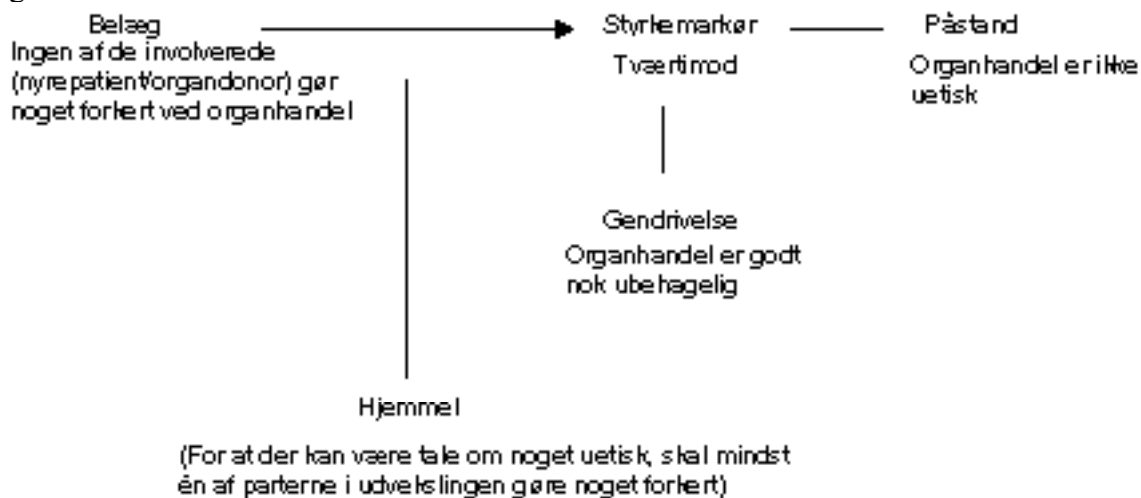 Belæg
Ingen af de involverede
(nyrepatient/organdonor) gør
noget forkert ved organhandel
Styrkemarkør
Tværtimod
Påstand
Organhandel er ikke
uetisk
Gendrivelse
Organhandel er godt
nok ubehagelig
Hjemmel
(For at der kan være tale om noget uetisk, skal mindst
én af parterne i udvekslingen gøre noget forkert)